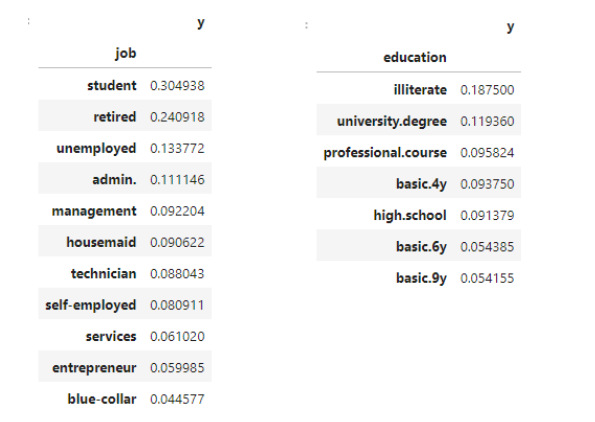 : y
job
student 0.304938
retired 0.240918
unemployed 0.133772
admin. 0.111146
management 0.092204
housemaid 0.090622
technician 0.088043
self-employed 0.080911
services 0.061020
entrepreneur 0.059985
blue-collar 0.044577
: y
education
illiterate 0.187500
university.degree 0.119360
professional.course 0.095824
basic.4y 0.093750
high.school 0.091379
basic.6y 0.054385
basic.9y 0.054155